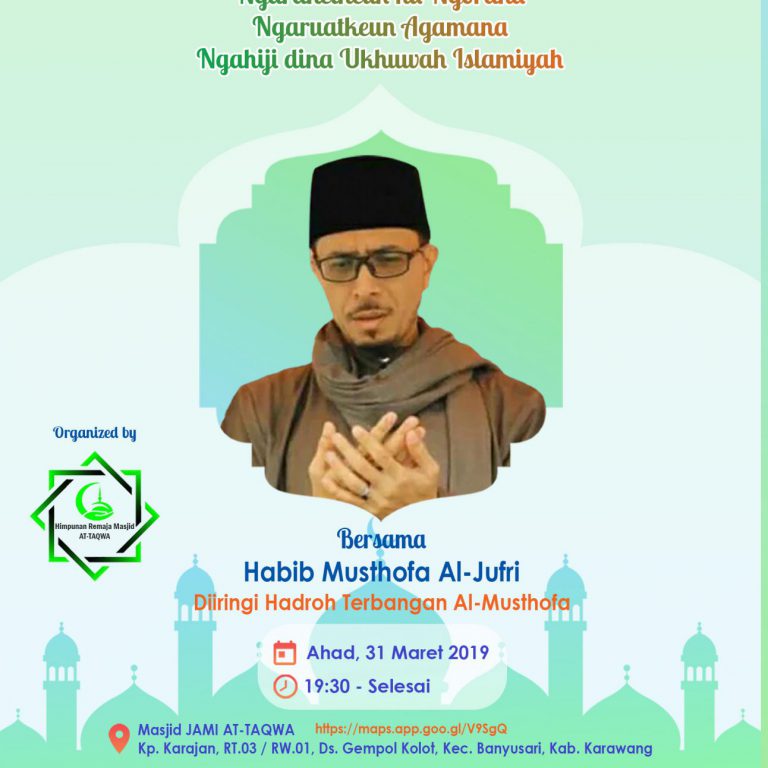 Ngaruatkeun Agamana
Ngahiji dina Ukhuwah Islamiyah
Organized by
Himpunan Remaja Masjid
AT-TAQWA
Bersama
Habib Musthofa Al-Jufri
Diiringi Hadroh Terbangan Al-Musthofa
Ahad, 31 Maret 2019
19:30 - Selesai
Masjid JAMI AT-TAQWA https://maps.app.goo.gl/V9SgQ
Kp. Karajan, RT.03 / RW.01, Ds. Gempol Kolot, Kec. Banyusari, Kab. Karawang